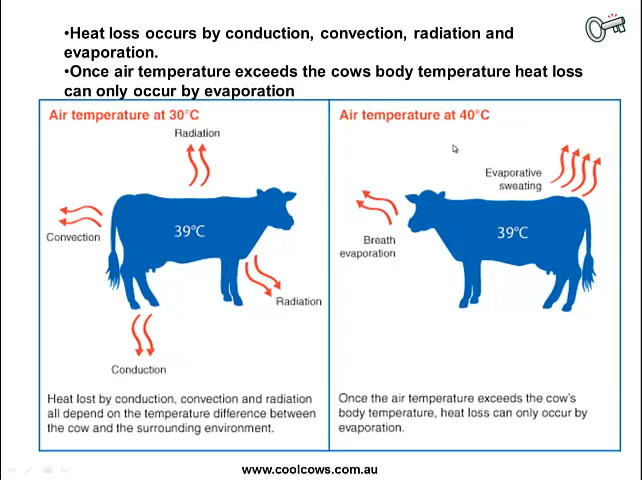 •Heat loss occurs by conduction, convection, radiation and
evaporation.
•Once air temperature exceeds the cows body temperature heat loss
can only occur by evaporation
Air temperature at 30°C
Radiation
Convection
39°C
Radiation
Conduction
Heat lost by conduction, convection and radiation
all depend on the temperature difference between
the cow and the surrounding environment.
Air temperature at 40°C
Evaporative
sweating
Breath
evaporation
39°C
Once the air temperature exceeds the cow's
body temperature, heat loss can only occur by
evaporation.
www.coolcows.com.au